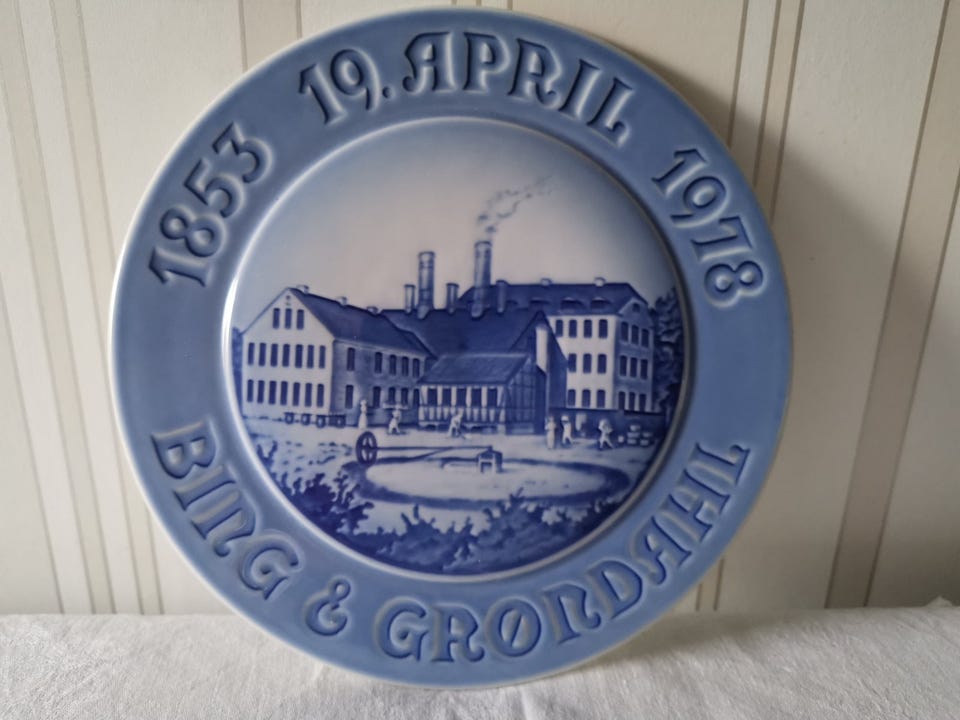 1853 19. APRIL 1978
BING & GRØNDAHL